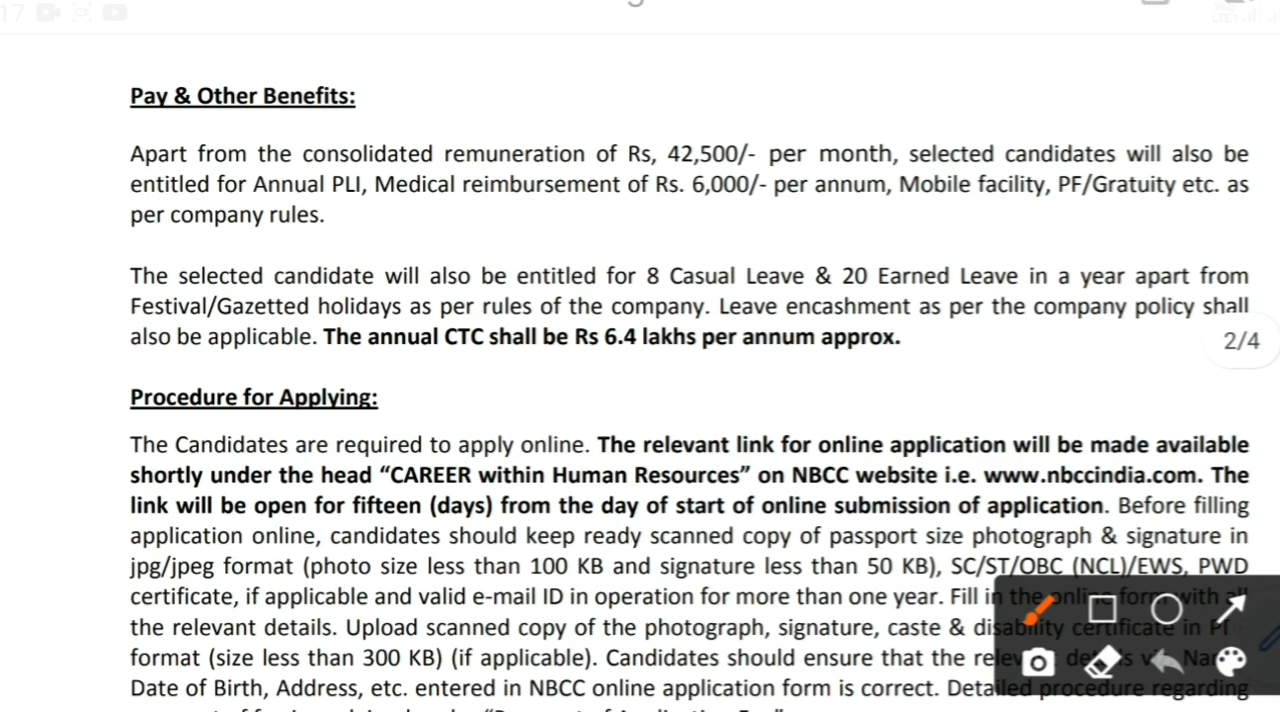 17
Pay & Other Benefits:
Apart from the consolidated remuneration of Rs, 42,500/- per month, selected candidates will also be
entitled for Annual PLI, Medical reimbursement of Rs. 6,000/- per annum, Mobile facility, PF/Gratuity etc. as
per company rules.
The selected candidate will also be entitled for 8 Casual Leave & 20 Earned Leave in a year apart from
Festival/Gazetted holidays as per rules of the company. Leave encashment as per the company policy shall
also be applicable. The annual CTC shall be Rs 6.4 lakhs per annum approx.
2/4
Procedure for Applying:
The Candidates are required to apply online. The relevant link for online application will be made available
shortly under the head “CAREER within Human Resources” on NBCC website i.e. www.nbccindia.com. The
link will be open for fifteen (days) from the day of start of online submission of application. Before filling
application online, candidates should keep ready scanned copy of passport size photograph & signature in
jpg/jpeg format (photo size less than 100 KB and signature less than 50 KB), SC/ST/OBC (NCL)/EWS, PWD
certificate, if applicable and valid e-mail ID in operation for more than one year. Fill in the online form with all
the relevant details. Upload scanned copy of the photograph, signature, caste & disability certificate in PDF
format (size less than 300 KB) (if applicable). Candidates should ensure that the
Date of Birth, Address, etc. entered in NBCC online application form is correct. Detailed procedure regarding